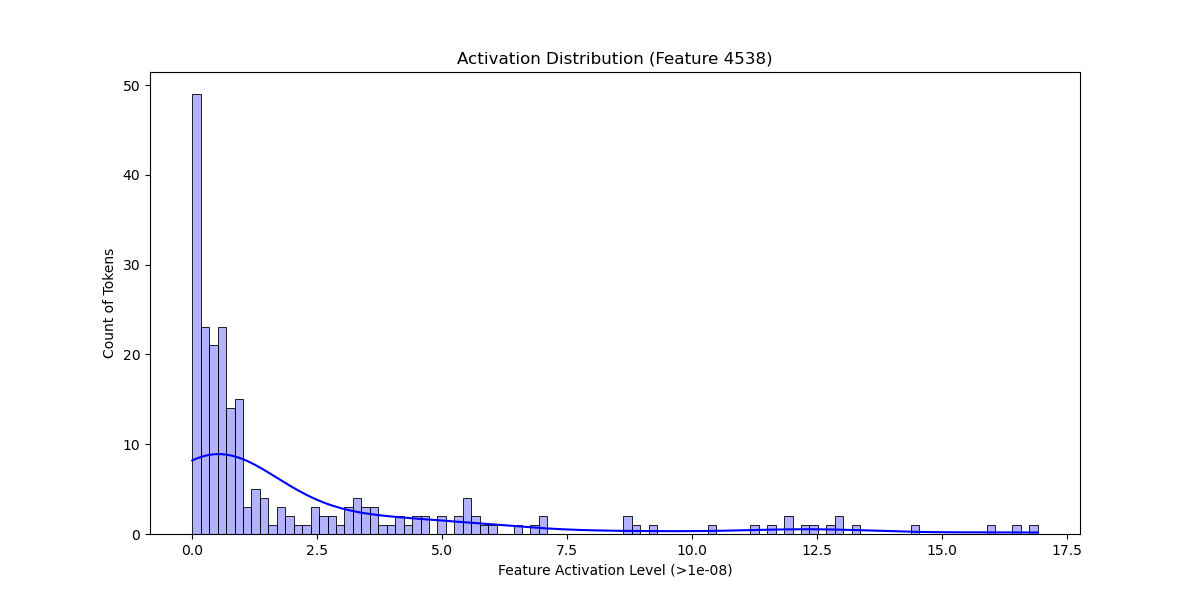 Activation Distribution (Feature 4538)
50
40
30
20
10
0
Count of Tokens
0.0 2.5 5.0 7.5 10.0 12.5 15.0 17.5
Feature Activation Level (>1e-08)